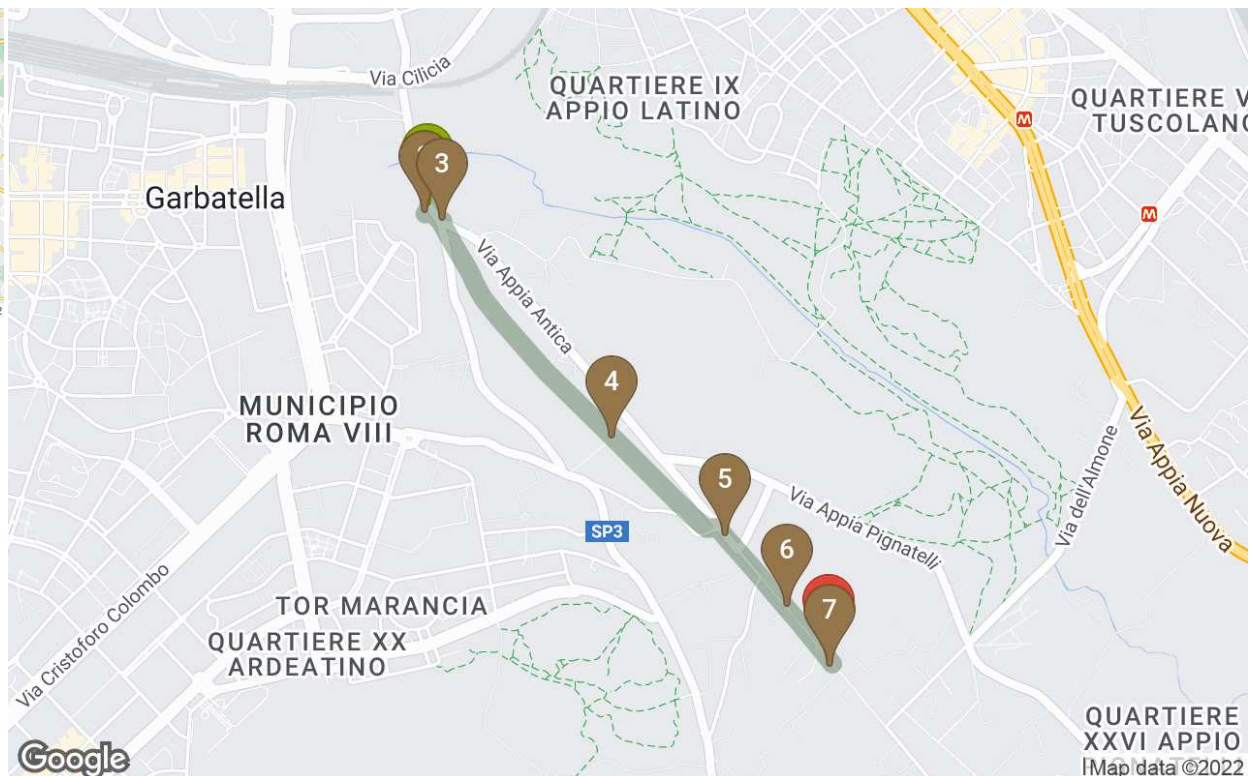 Via Cilicia
QUARTIERE IX
APPIO LATINO
QUARTIERE V
TUSCOLANO
M
3
Garbatella
M
Via Appia Antica
4
MUNICIPIO
ROMA VIII
5
Via Appia Pignatelli
Via dell'Almone
Via Appia Nuova
SP3
6
7
TOR MARANCIA
QUARTIERE XX
ARDEATINO
Via Cristoforo Colombo
QUARTIERE
XXVI APPIO
Google
Map data ©2022